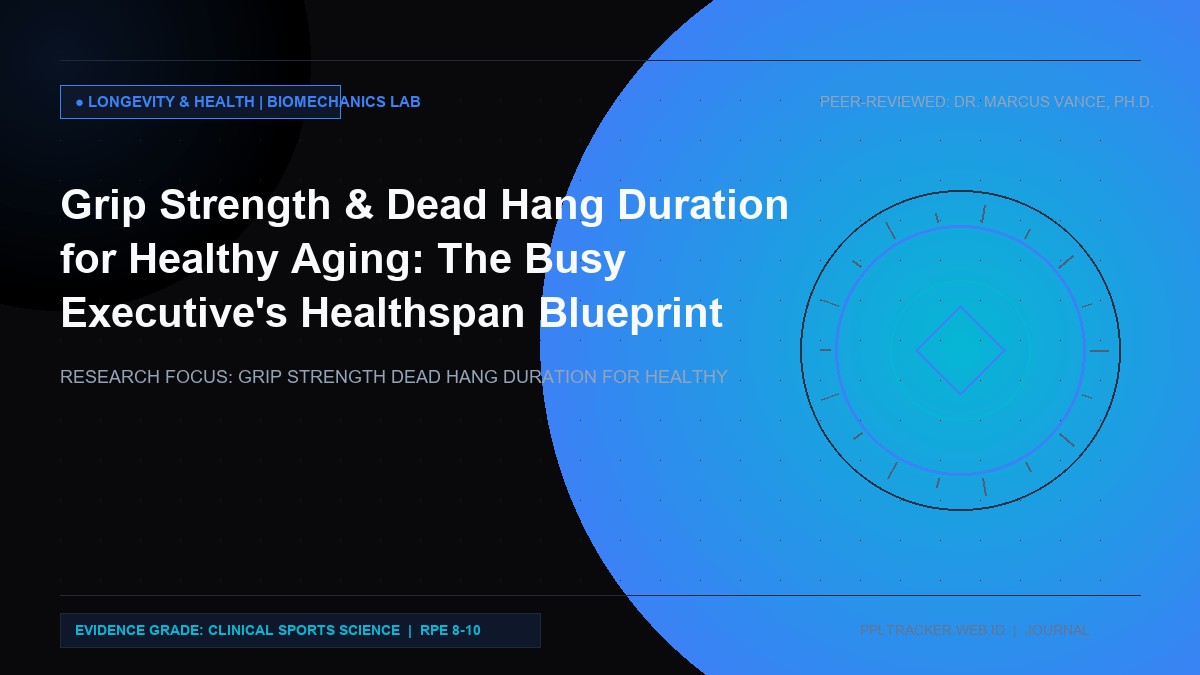 ● LONGEVITY & HEALTH | BIOMECHANICS LAB
PEER-REVIEWED: DR. MARCUS VANCE, PH.D.
Grip Strength & Dead Hang Duration
for Healthy Aging: The Busy
Executive's Healthspan Blueprint
RESEARCH FOCUS: GRIP STRENGTH DEAD HANG DURATION FOR HEALTHY
EVIDENCE GRADE: CLINICAL SPORTS SCIENCE | RPE 8-10
PPLTRACKER.WEB.ID | JOURNAL